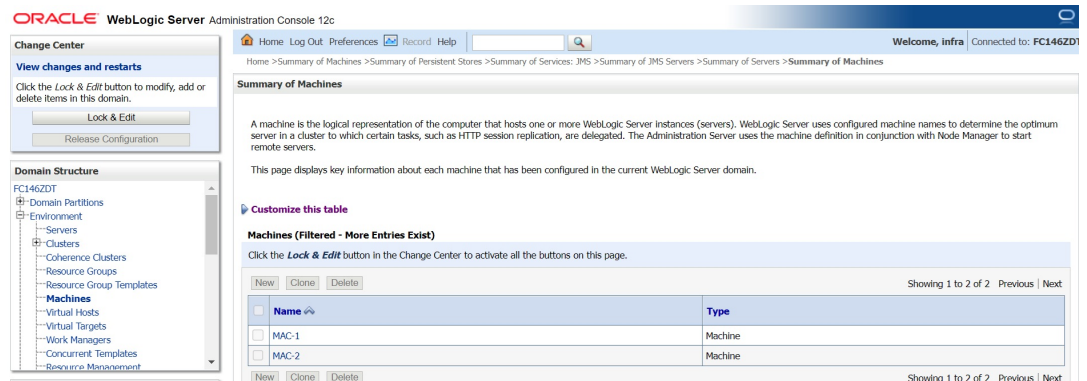 ORACLE WebLogic Server Administration Console 12c
Change Center
View changes and restarts
Click the Lock & Edit button to modify, add or
delete items in this domain.
Lock & Edit
Release Configuration
Domain Structure
FC146ZDT
Domain Partitions
Environment
Servers
Clusters
Coherence Clusters
Resource Groups
Resource Group Templates
Machines
Virtual Hosts
Virtual Targets
Work Managers
Concurrent Templates
Resource Management
Home Log Out Preferences Record Help
Welcome, infra Connected to: FC146ZDT
Home >Summary of Machines >Summary of Persistent Stores >Summary of Services: JMS >Summary of JMS Servers >Summary of Servers >Summary of Machines
Summary of Machines
A machine is the logical representation of the computer that hosts one or more WebLogic Server instances (servers). WebLogic Server uses configured machine names to determine the optimum
server in a cluster to which certain tasks, such as HTTP session replication, are delegated. The Administration Server uses the machine definition in conjunction with Node Manager to start
remote servers.
This page displays key information about each machine that has been configured in the current WebLogic Server domain.
Customize this table
Machines (Filtered - More Entries Exist)
Click the Lock & Edit button in the Change Center to activate all the buttons on this page.
New Clone Delete Showing 1 to 2 of 2 Previous | Next
Name Type
MAC-1 Machine
MAC-2 Machine
New Clone Delete Showing 1 to 2 of 2 Previous | Next